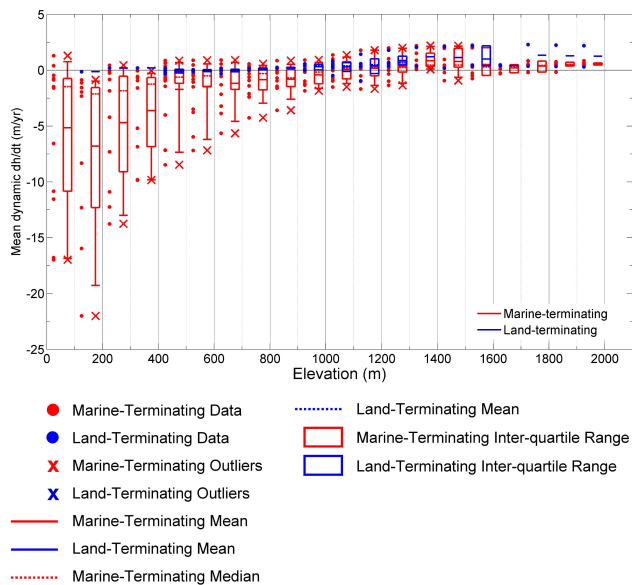 Mean dynamic dh/dt (m/yr)
5
0
-5
-10
-15
-20
-25
0 200 400 600 800 1000 1200 1400 1600 1800 2000
Elevation (m)
Marine-terminating
Land-terminating
Marine-Terminating Data
Land-Terminating Data
Marine-Terminating Outliers
Land-Terminating Outliers
Marine-Terminating Mean
Land-Terminating Mean
Marine-Terminating Median
Land-Terminating Mean
Marine-Terminating Inter-quartile Range
Land-Terminating Inter-quartile Range